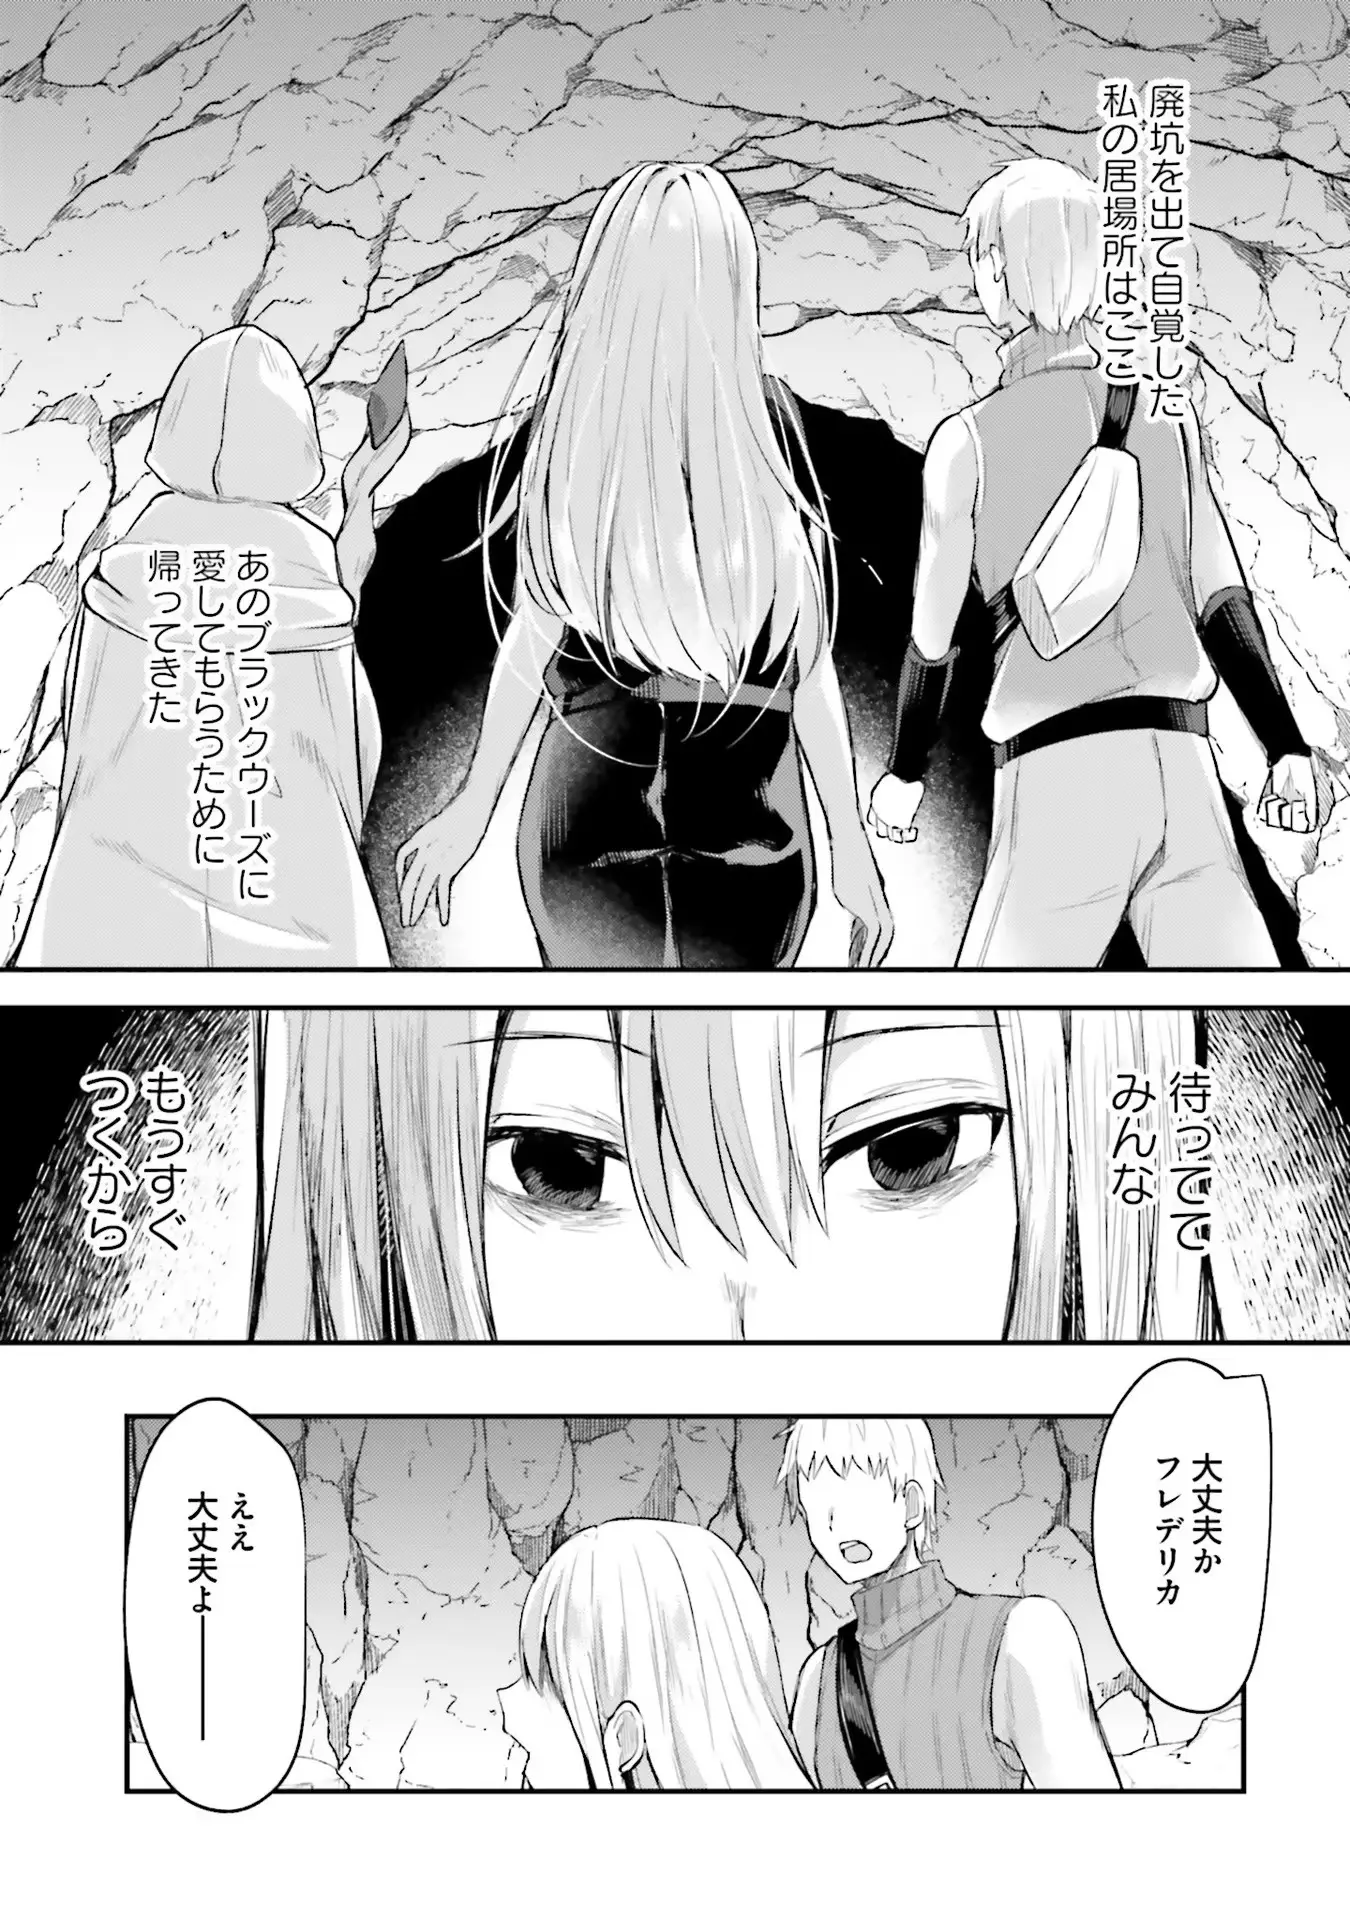 廃坑を出て自覚した
私の居場所はここ
あのブラックウーズに
愛してもらうために
帰ってきた
待ってて
みんな
もうすぐ
つくから
大丈夫か
フレデリカ
ええ
大丈夫よ――